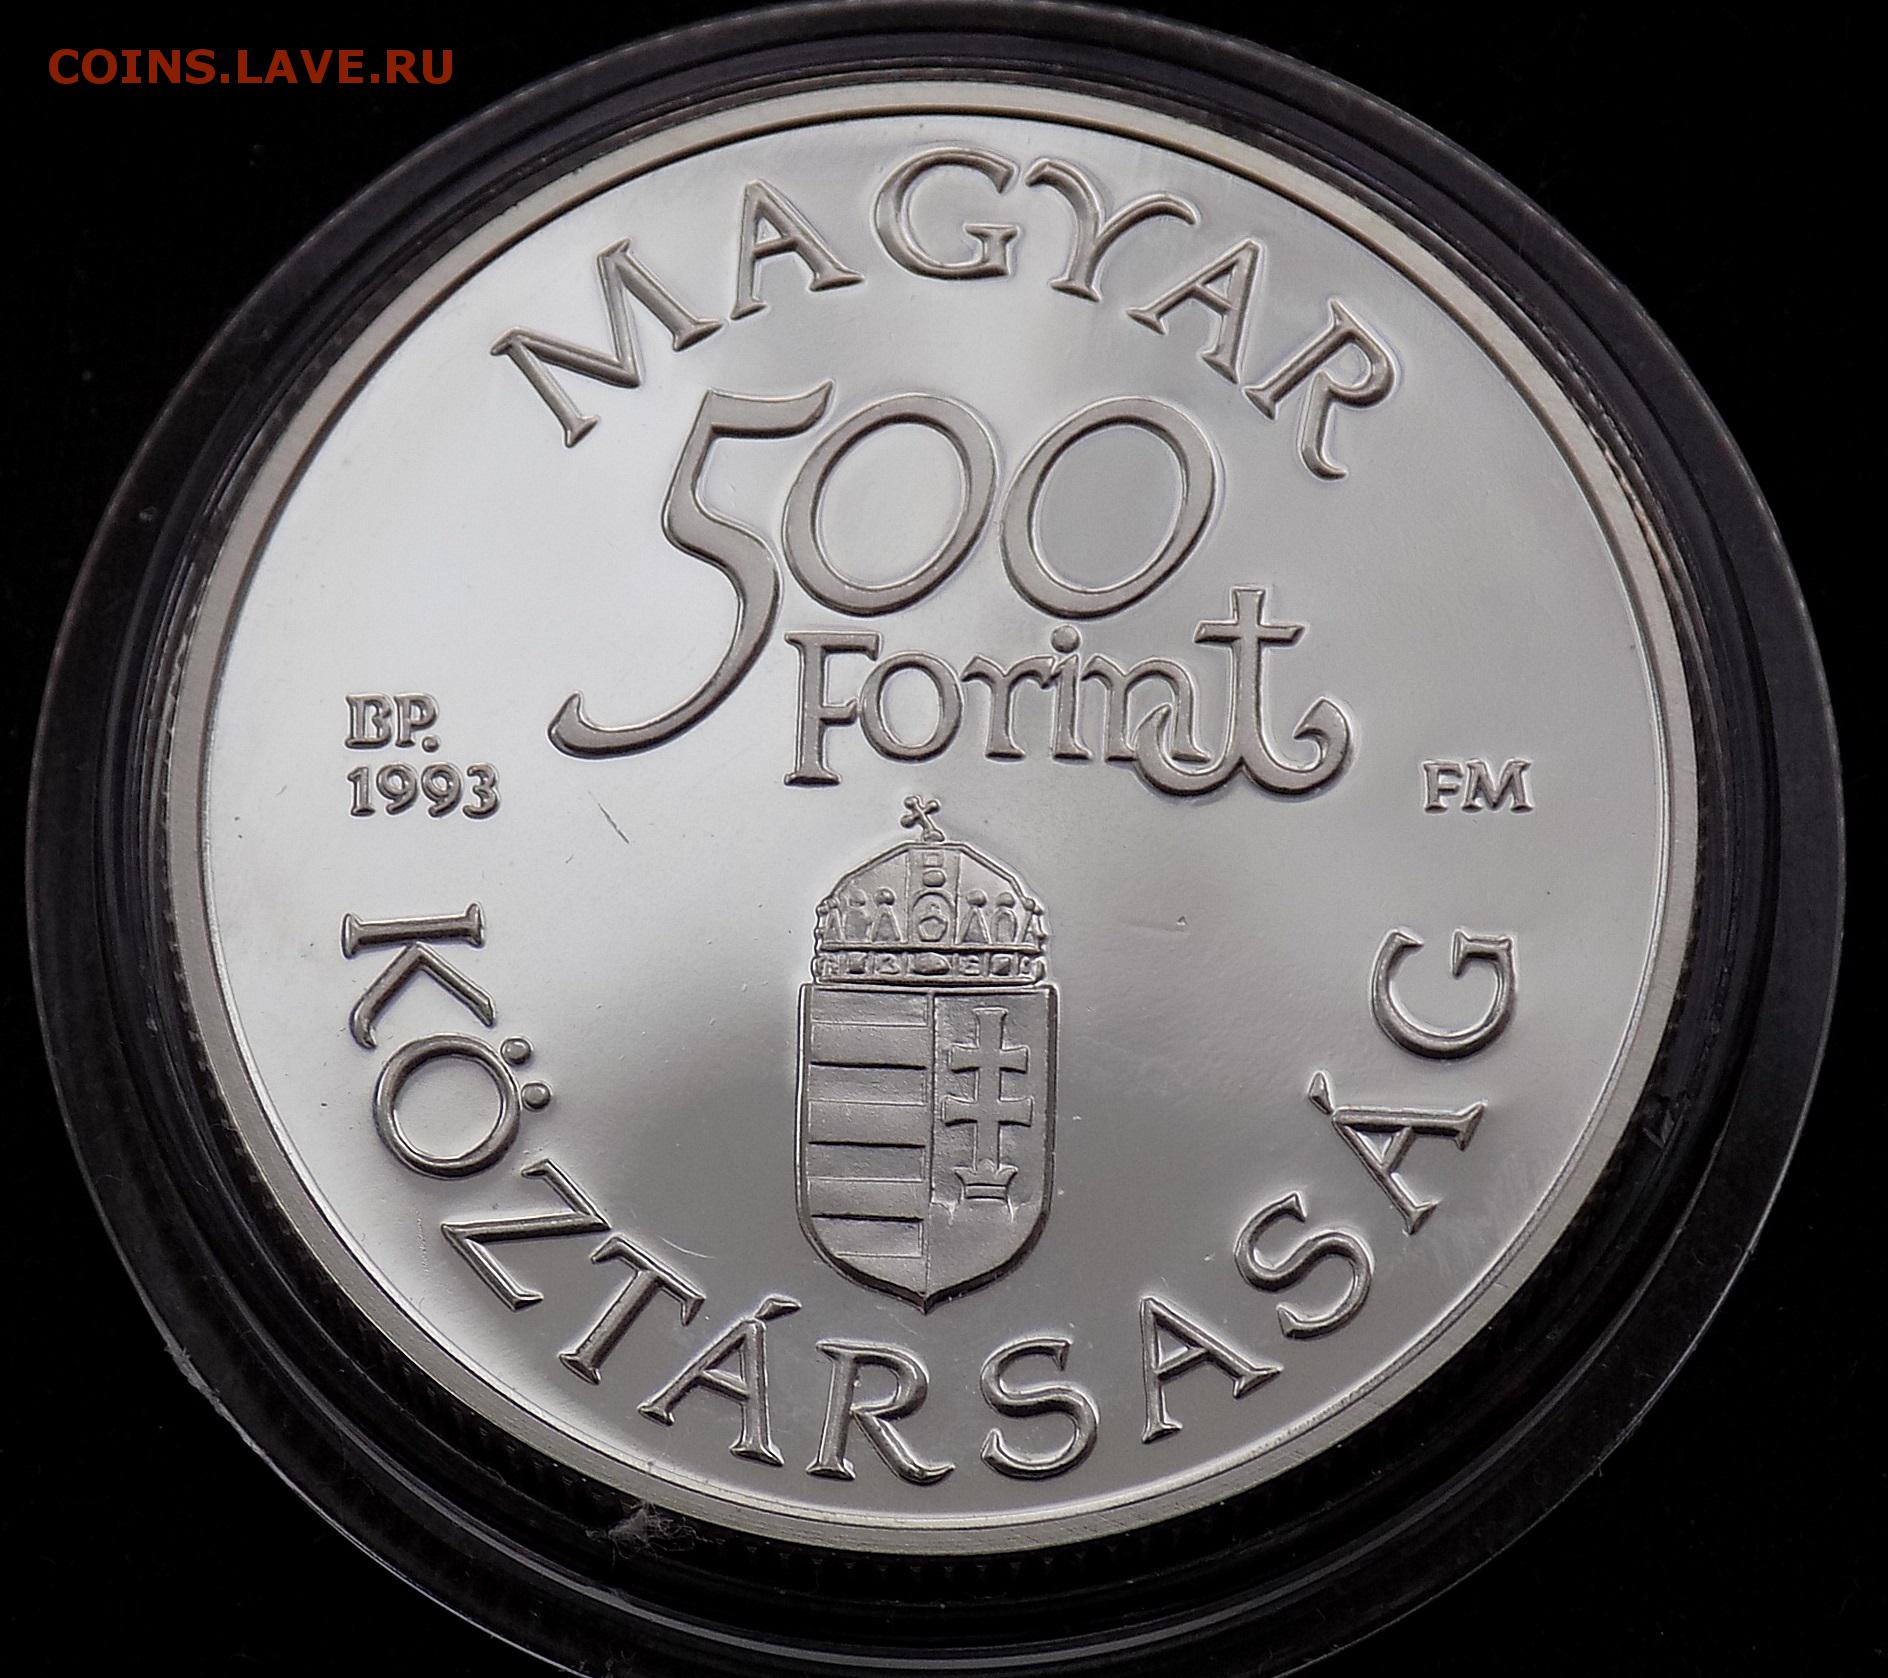 COINS.LAVE.RU
MAGYAR
500
Forint
BP.
1993
FM
KÖZTÁRSASÁG